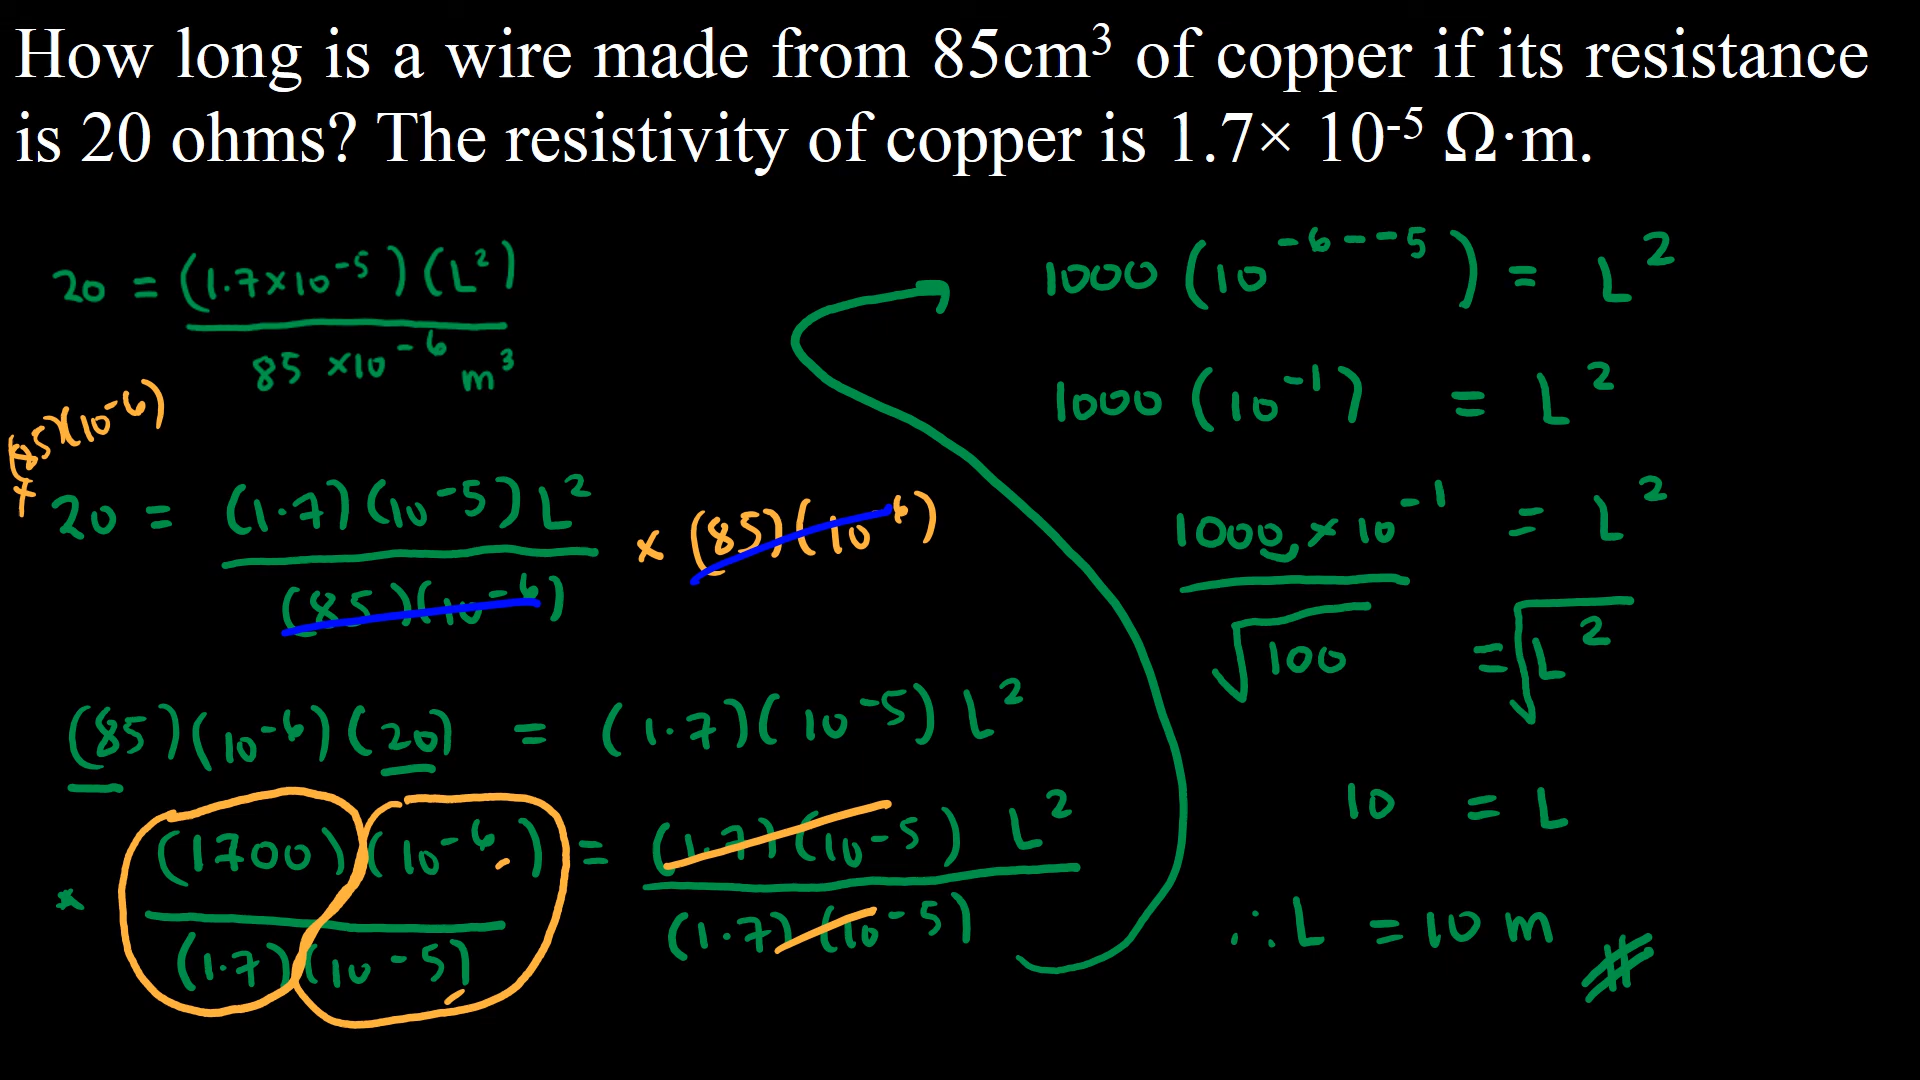 How long is a wire made from 85cm³ of copper if its resistance
is 20 ohms? The resistivity of copper is 1.7× 10⁻⁵ Ω·m.
20 = (1.7×10⁻⁵)(L²)
85 ×10⁻⁶ m³
×(85)(10⁻⁶)
20 = (1.7)(10⁻⁵)L² × (85)(10⁻⁶)
(85)(10⁻⁶)
(85)(10⁻⁶)(20) = (1.7)(10⁻⁵)L²
(1700)(10⁻⁶) = (1.7)(10⁻⁵) L²
(1.7)(10⁻⁵) (1.7)(10⁻⁵)
1000 (10⁻⁶⁻⁻⁵) = L²
1000 (10⁻¹) = L²
1000 × 10⁻¹ = L²
√100 = √L²
10 = L
∴ L = 10 m